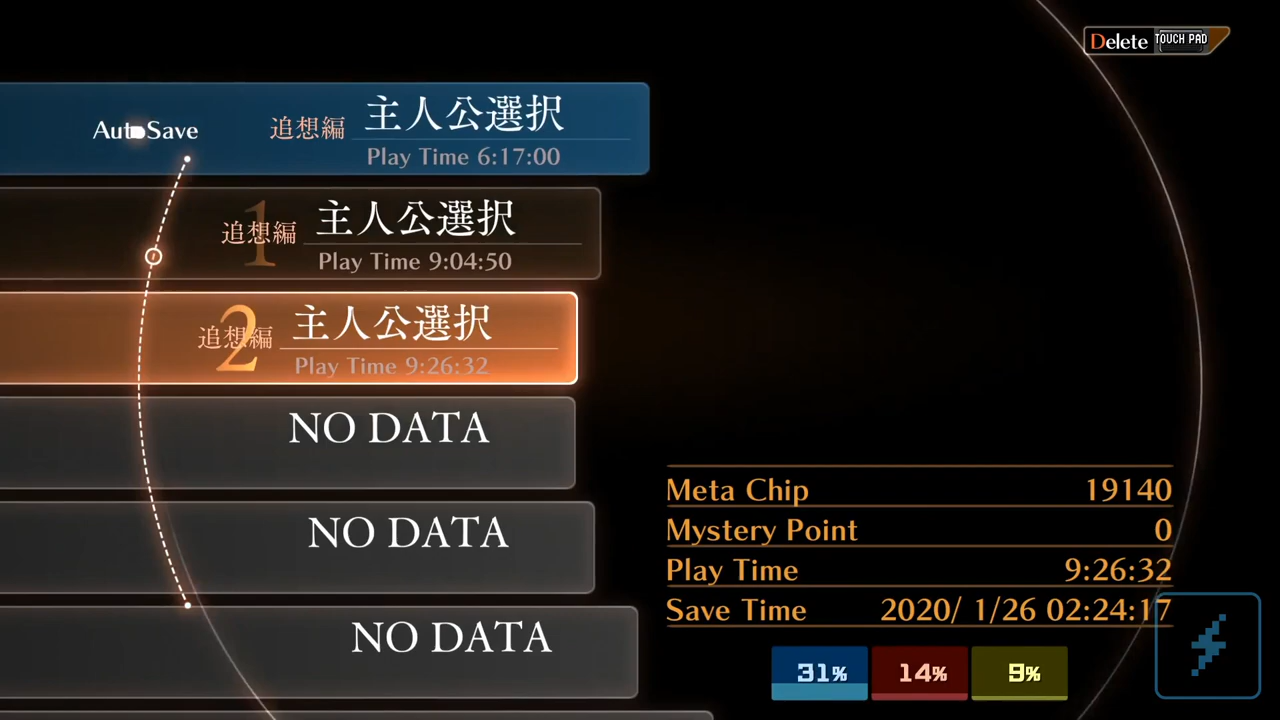 Delete TOUCH PAD
AutoSave 追想編 主人公選択
Play Time 6:17:00
1 追想編 主人公選択
Play Time 9:04:50
2 追想編 主人公選択
Play Time 9:26:32
NO DATA
NO DATA
NO DATA
Meta Chip 19140
Mystery Point 0
Play Time 9:26:32
Save Time 2020/ 1/26 02:24:17
31% 14% 9%